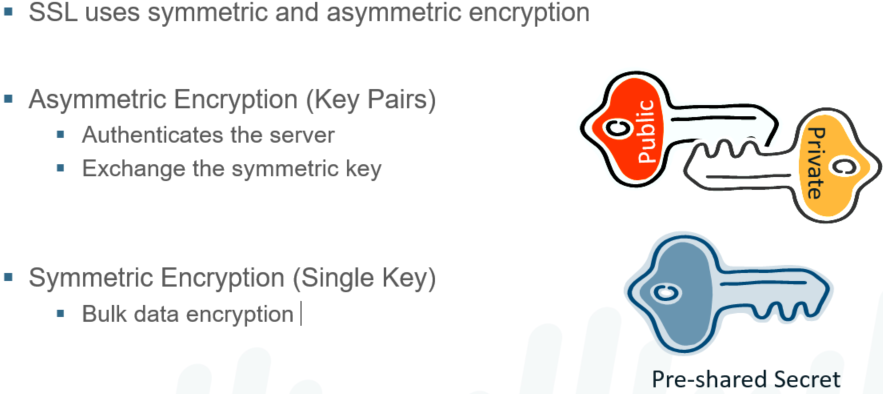 SSL uses symmetric and asymmetric encryption
Asymmetric Encryption (Key Pairs)
Authenticates the server
Exchange the symmetric key
Public
Private
Symmetric Encryption (Single Key)
Bulk data encryption
Pre-shared Secret